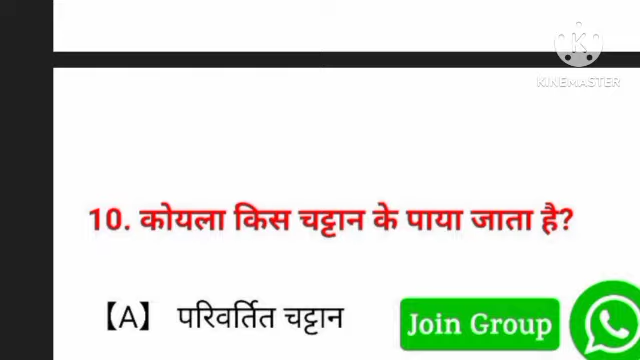 KINEMASTER
10. कोयला किस चट्टान के पाया जाता है?
【A】 परिवर्तित चट्टान
Join Group